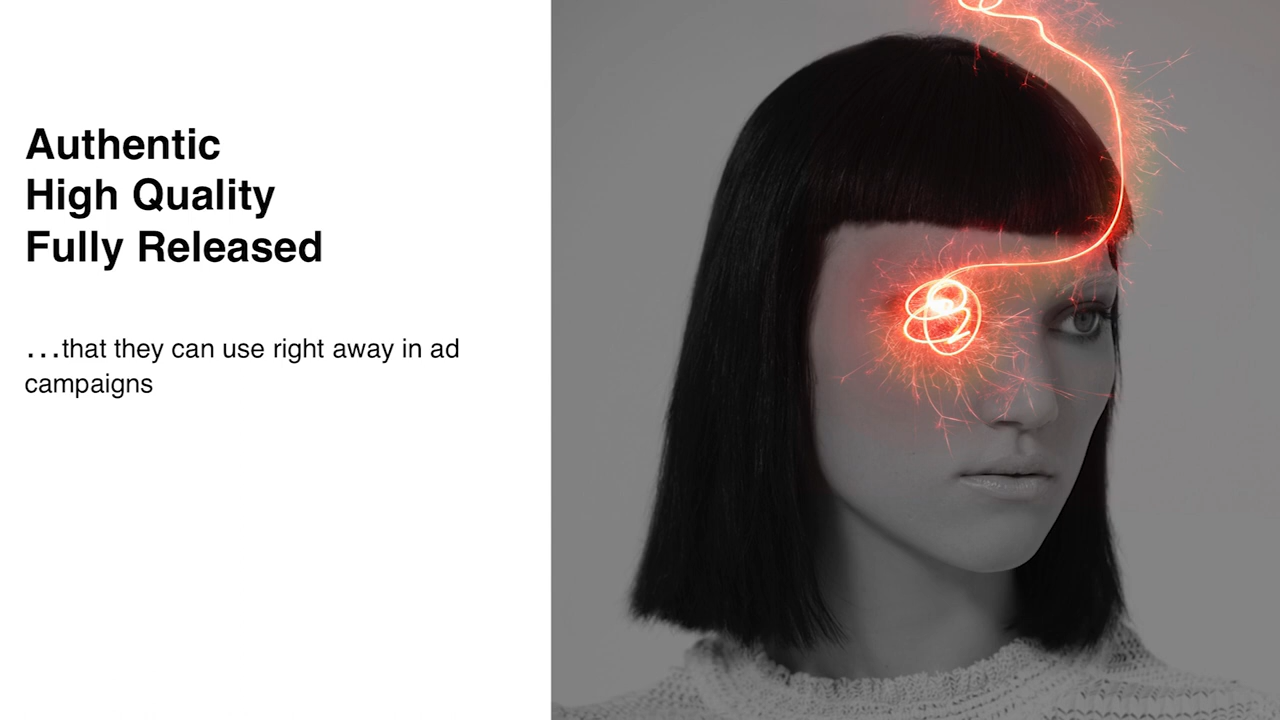 Authentic
High Quality
Fully Released
...that they can use right away in ad
campaigns